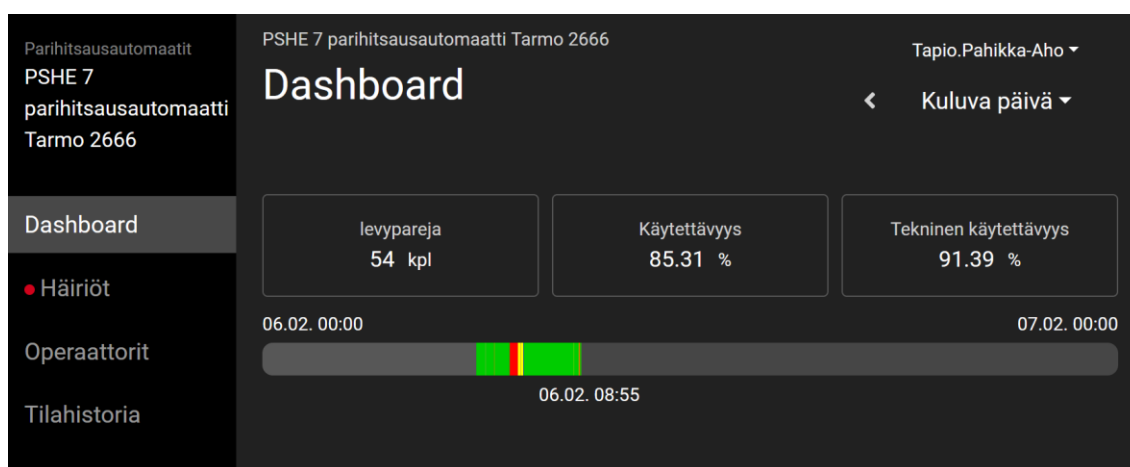 Parihitsausautomaatit
PSHE 7
parihitsausautomaatti
Tarmo 2666
Dashboard
Häiriöt
Operaattorit
Tilahistoria
PSHE 7 parihitsausautomaatti Tarmo 2666
Dashboard
Tapio.Pahikka-Aho
Kuluva päivä
levypareja
54 kpl
Käytettävyys
85.31 %
Tekninen käytettävyys
91.39 %
06.02. 00:00
07.02. 00:00
06.02. 08:55